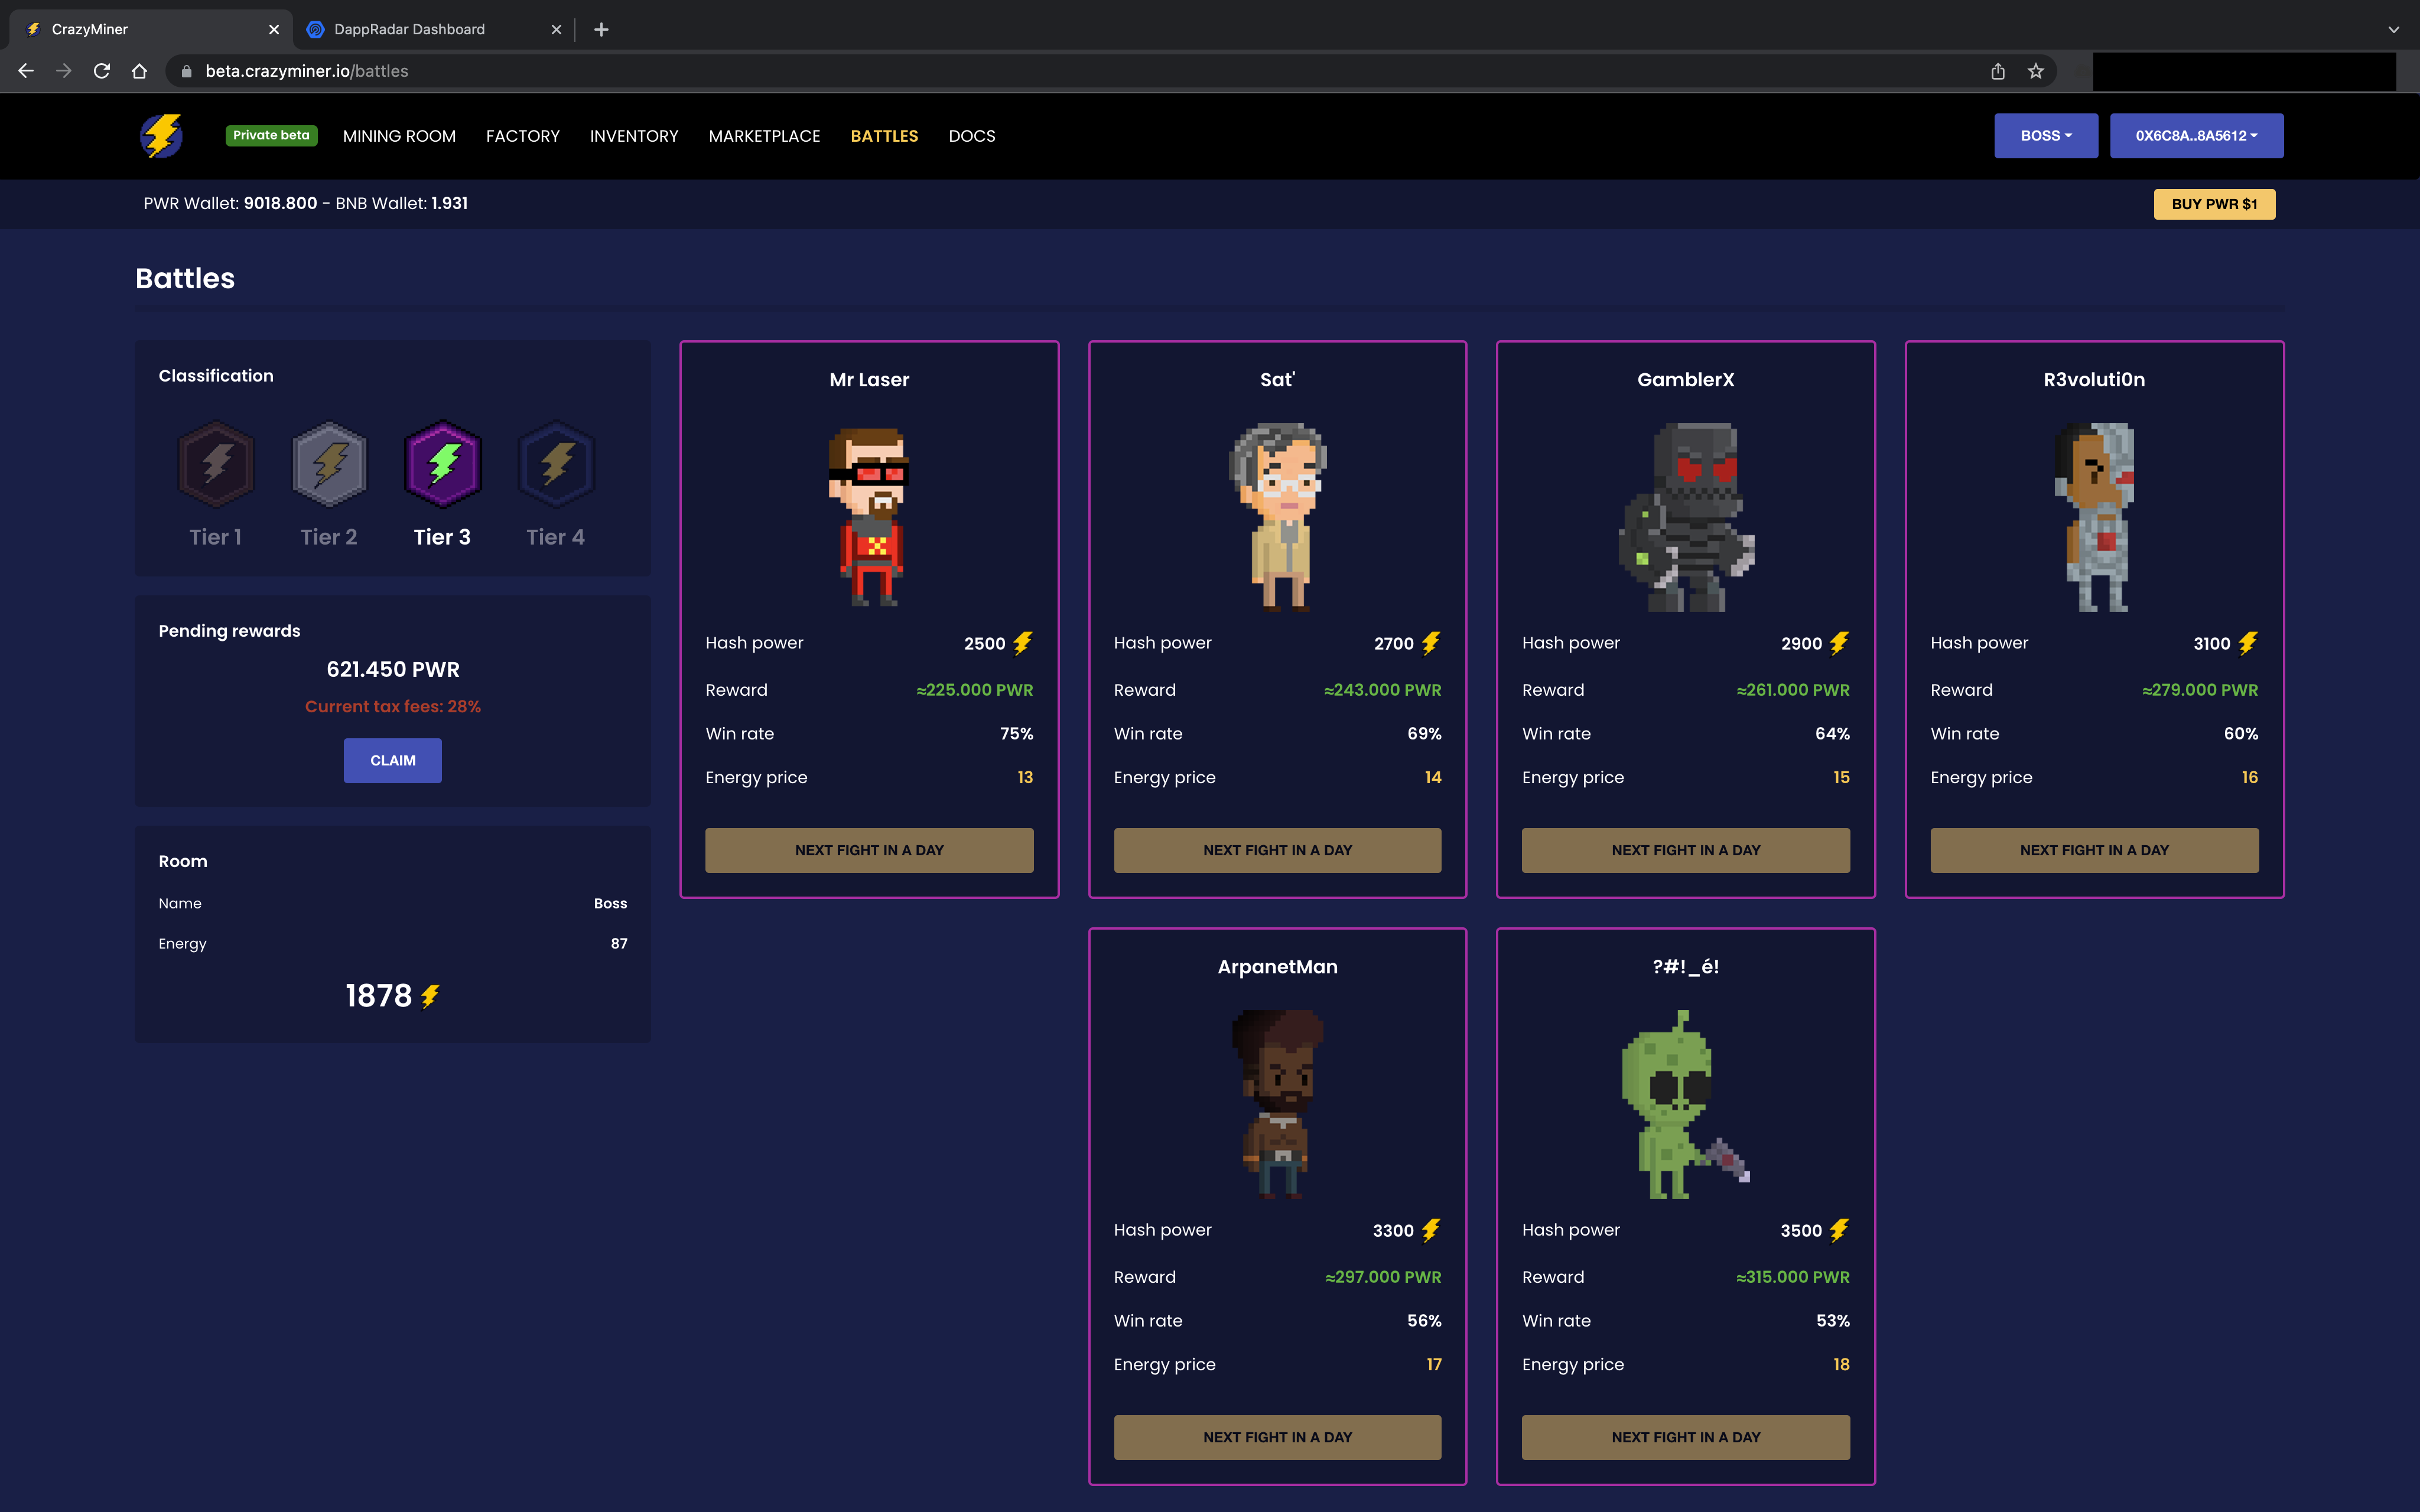 CrazyMiner
DappRadar Dashboard
beta.crazyminer.io/battles
Private beta MINING ROOM FACTORY INVENTORY MARKETPLACE BATTLES DOCS BOSS 0X6C8A..8A5612
PWR Wallet: 9018.800 - BNB Wallet: 1.931 BUY PWR $1
Battles
Classification
Tier 1 Tier 2 Tier 3 Tier 4
Pending rewards
621.450 PWR
Current tax fees: 28%
CLAIM
Room
Name Boss
Energy 87
1878
Mr Laser
Hash power 2500
Reward ≈225.000 PWR
Win rate 75%
Energy price 13
NEXT FIGHT IN A DAY
Sat'
Hash power 2700
Reward ≈243.000 PWR
Win rate 69%
Energy price 14
NEXT FIGHT IN A DAY
GamblerX
Hash power 2900
Reward ≈261.000 PWR
Win rate 64%
Energy price 15
NEXT FIGHT IN A DAY
R3voluti0n
Hash power 3100
Reward ≈279.000 PWR
Win rate 60%
Energy price 16
NEXT FIGHT IN A DAY
ArpanetMan
Hash power 3300
Reward ≈297.000 PWR
Win rate 56%
Energy price 17
NEXT FIGHT IN A DAY
?#!_é!
Hash power 3500
Reward ≈315.000 PWR
Win rate 53%
Energy price 18
NEXT FIGHT IN A DAY